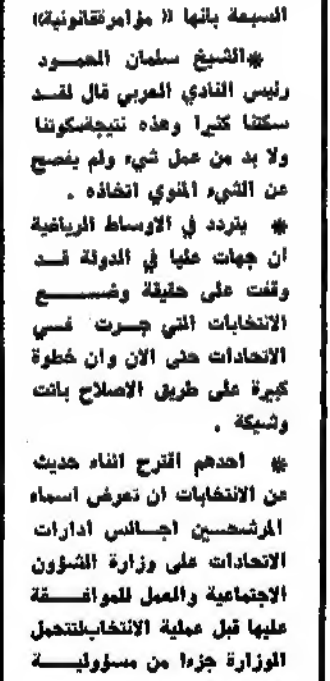 السبعة بانها « مؤامرةقانونية»
*الشيخ سلمان الحمود
رئيس النادي العربي قال لقد
سكتنا كثيرا وهذه نتيجةسكوتنا
ولا بد من عمل شيء ولم يفصح
عن الشيء المنوي اتخاذه .
* يتردد في الاوساط الرياضية
ان جهات عليا في الدولة قد
وقفت على حقيقة وضع
الانتخابات التي جرت في
الاتحادات حتى الان وان خطوة
كبيرة على طريق الاصلاح باتت
وشيكة .
* احدهم اقترح اثناء حديث
عن الانتخابات ان تعرض اسماء
المرشحين لمجالس ادارات
الاتحادات على وزارة الشؤون
الاجتماعية والعمل للموافقة
عليها قبل عملية الانتخابلتتحمل
الوزارة جزءا من مسؤولية